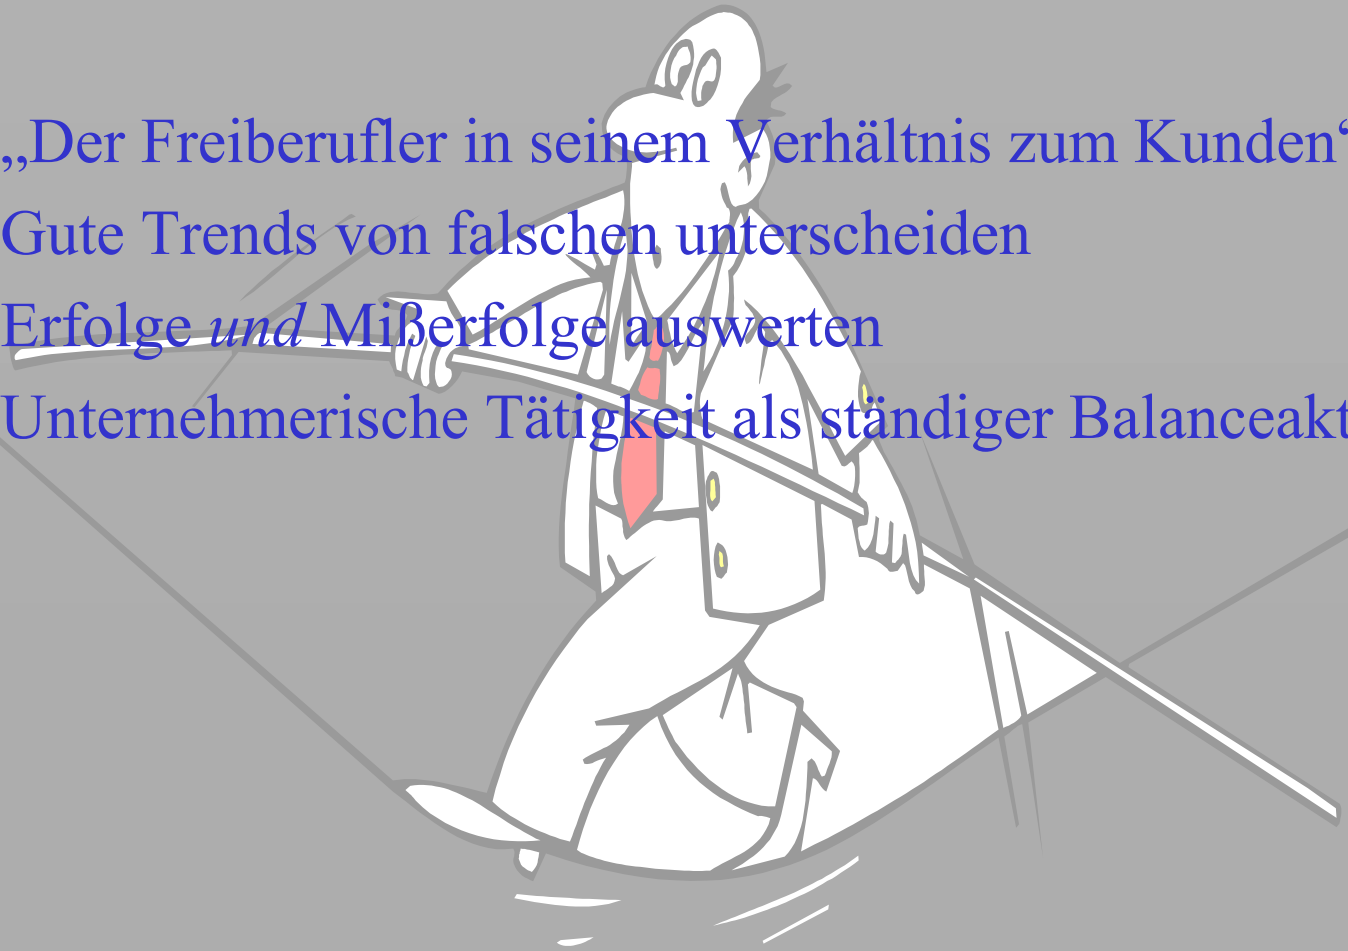 „Der Freiberufler in seinem Verhältnis zum Kunden“
Gute Trends von falschen unterscheiden
Erfolge und Mißerfolge auswerten
Unternehmerische Tätigkeit als ständiger Balanceakt